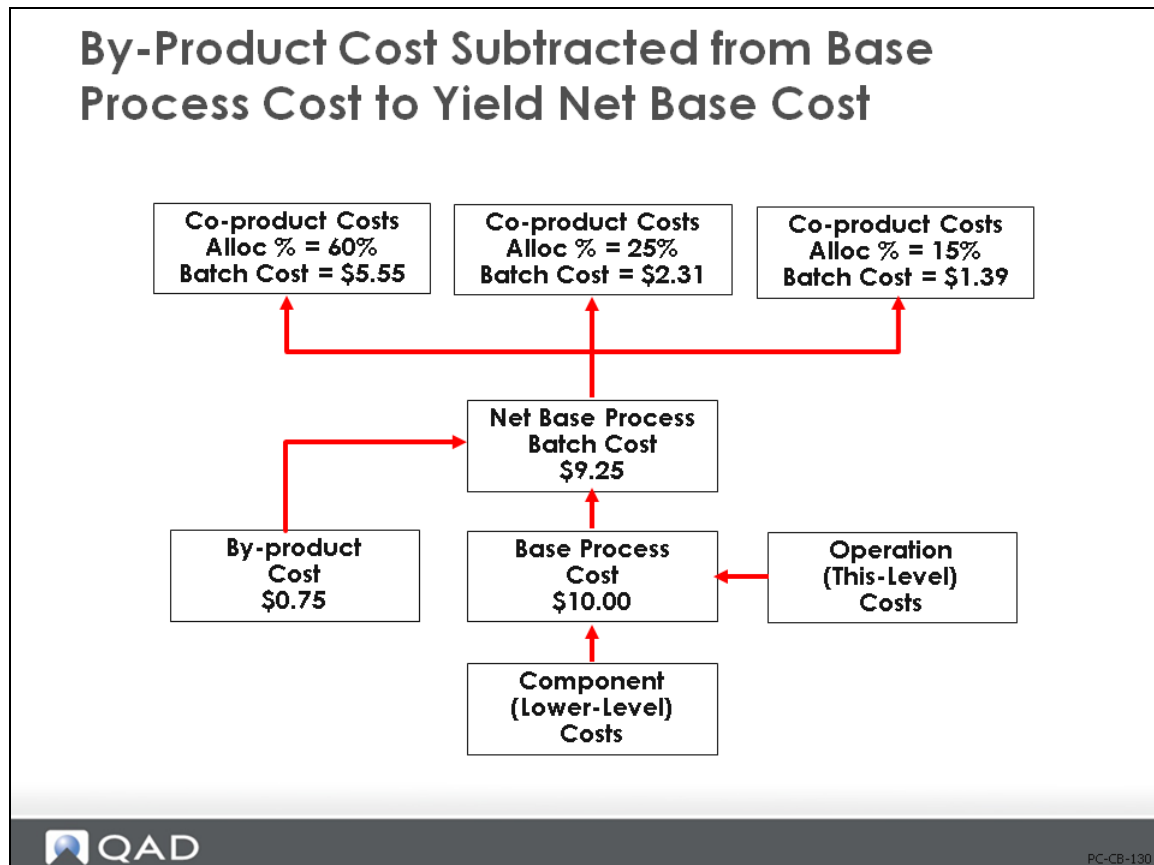 By-Product Cost Subtracted from Base
Process Cost to Yield Net Base Cost
Co-product Costs
Alloc % = 60%
Batch Cost = $5.55
Co-product Costs
Alloc % = 25%
Batch Cost = $2.31
Co-product Costs
Alloc % = 15%
Batch Cost = $1.39
Net Base Process
Batch Cost
$9.25
By-product
Cost
$0.75
Base Process
Cost
$10.00
Operation
(This-Level)
Costs
Component
(Lower-Level)
Costs
QAD
PC-CB-130